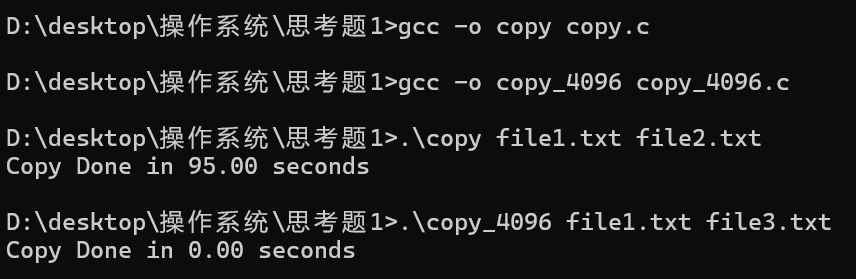 D:\desktop\操作系统\思考题1>gcc -o copy copy.c
D:\desktop\操作系统\思考题1>gcc -o copy_4096 copy_4096.c
D:\desktop\操作系统\思考题1>.\copy file1.txt file2.txt
Copy Done in 95.00 seconds
D:\desktop\操作系统\思考题1>.\copy_4096 file1.txt file3.txt
Copy Done in 0.00 seconds